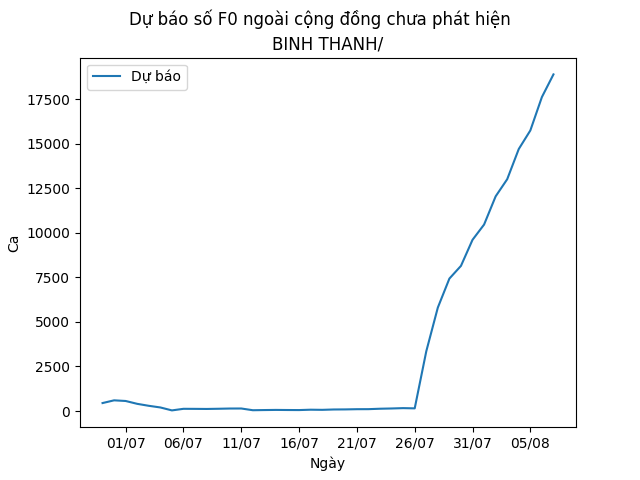 Dự báo số F0 ngoài cộng đồng chưa phát hiện
BINH THANH/
Dự báo
17500
15000
12500
10000
7500
5000
2500
0
Ca
01/07 06/07 11/07 16/07 21/07 26/07 31/07 05/08
Ngày